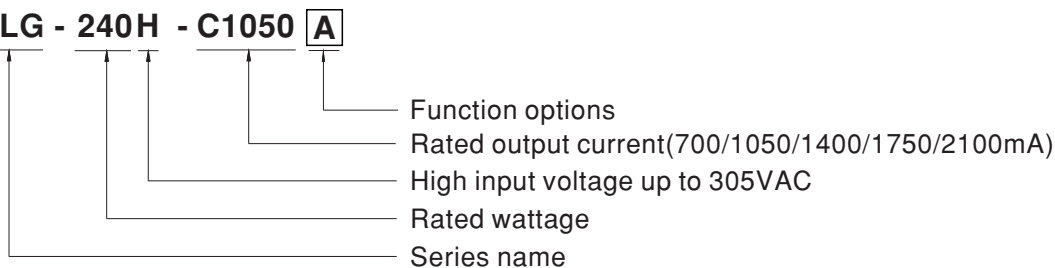 LG - 240H - C1050 A
Function options
Rated output current(700/1050/1400/1750/2100mA)
High input voltage up to 305VAC
Rated wattage
Series name